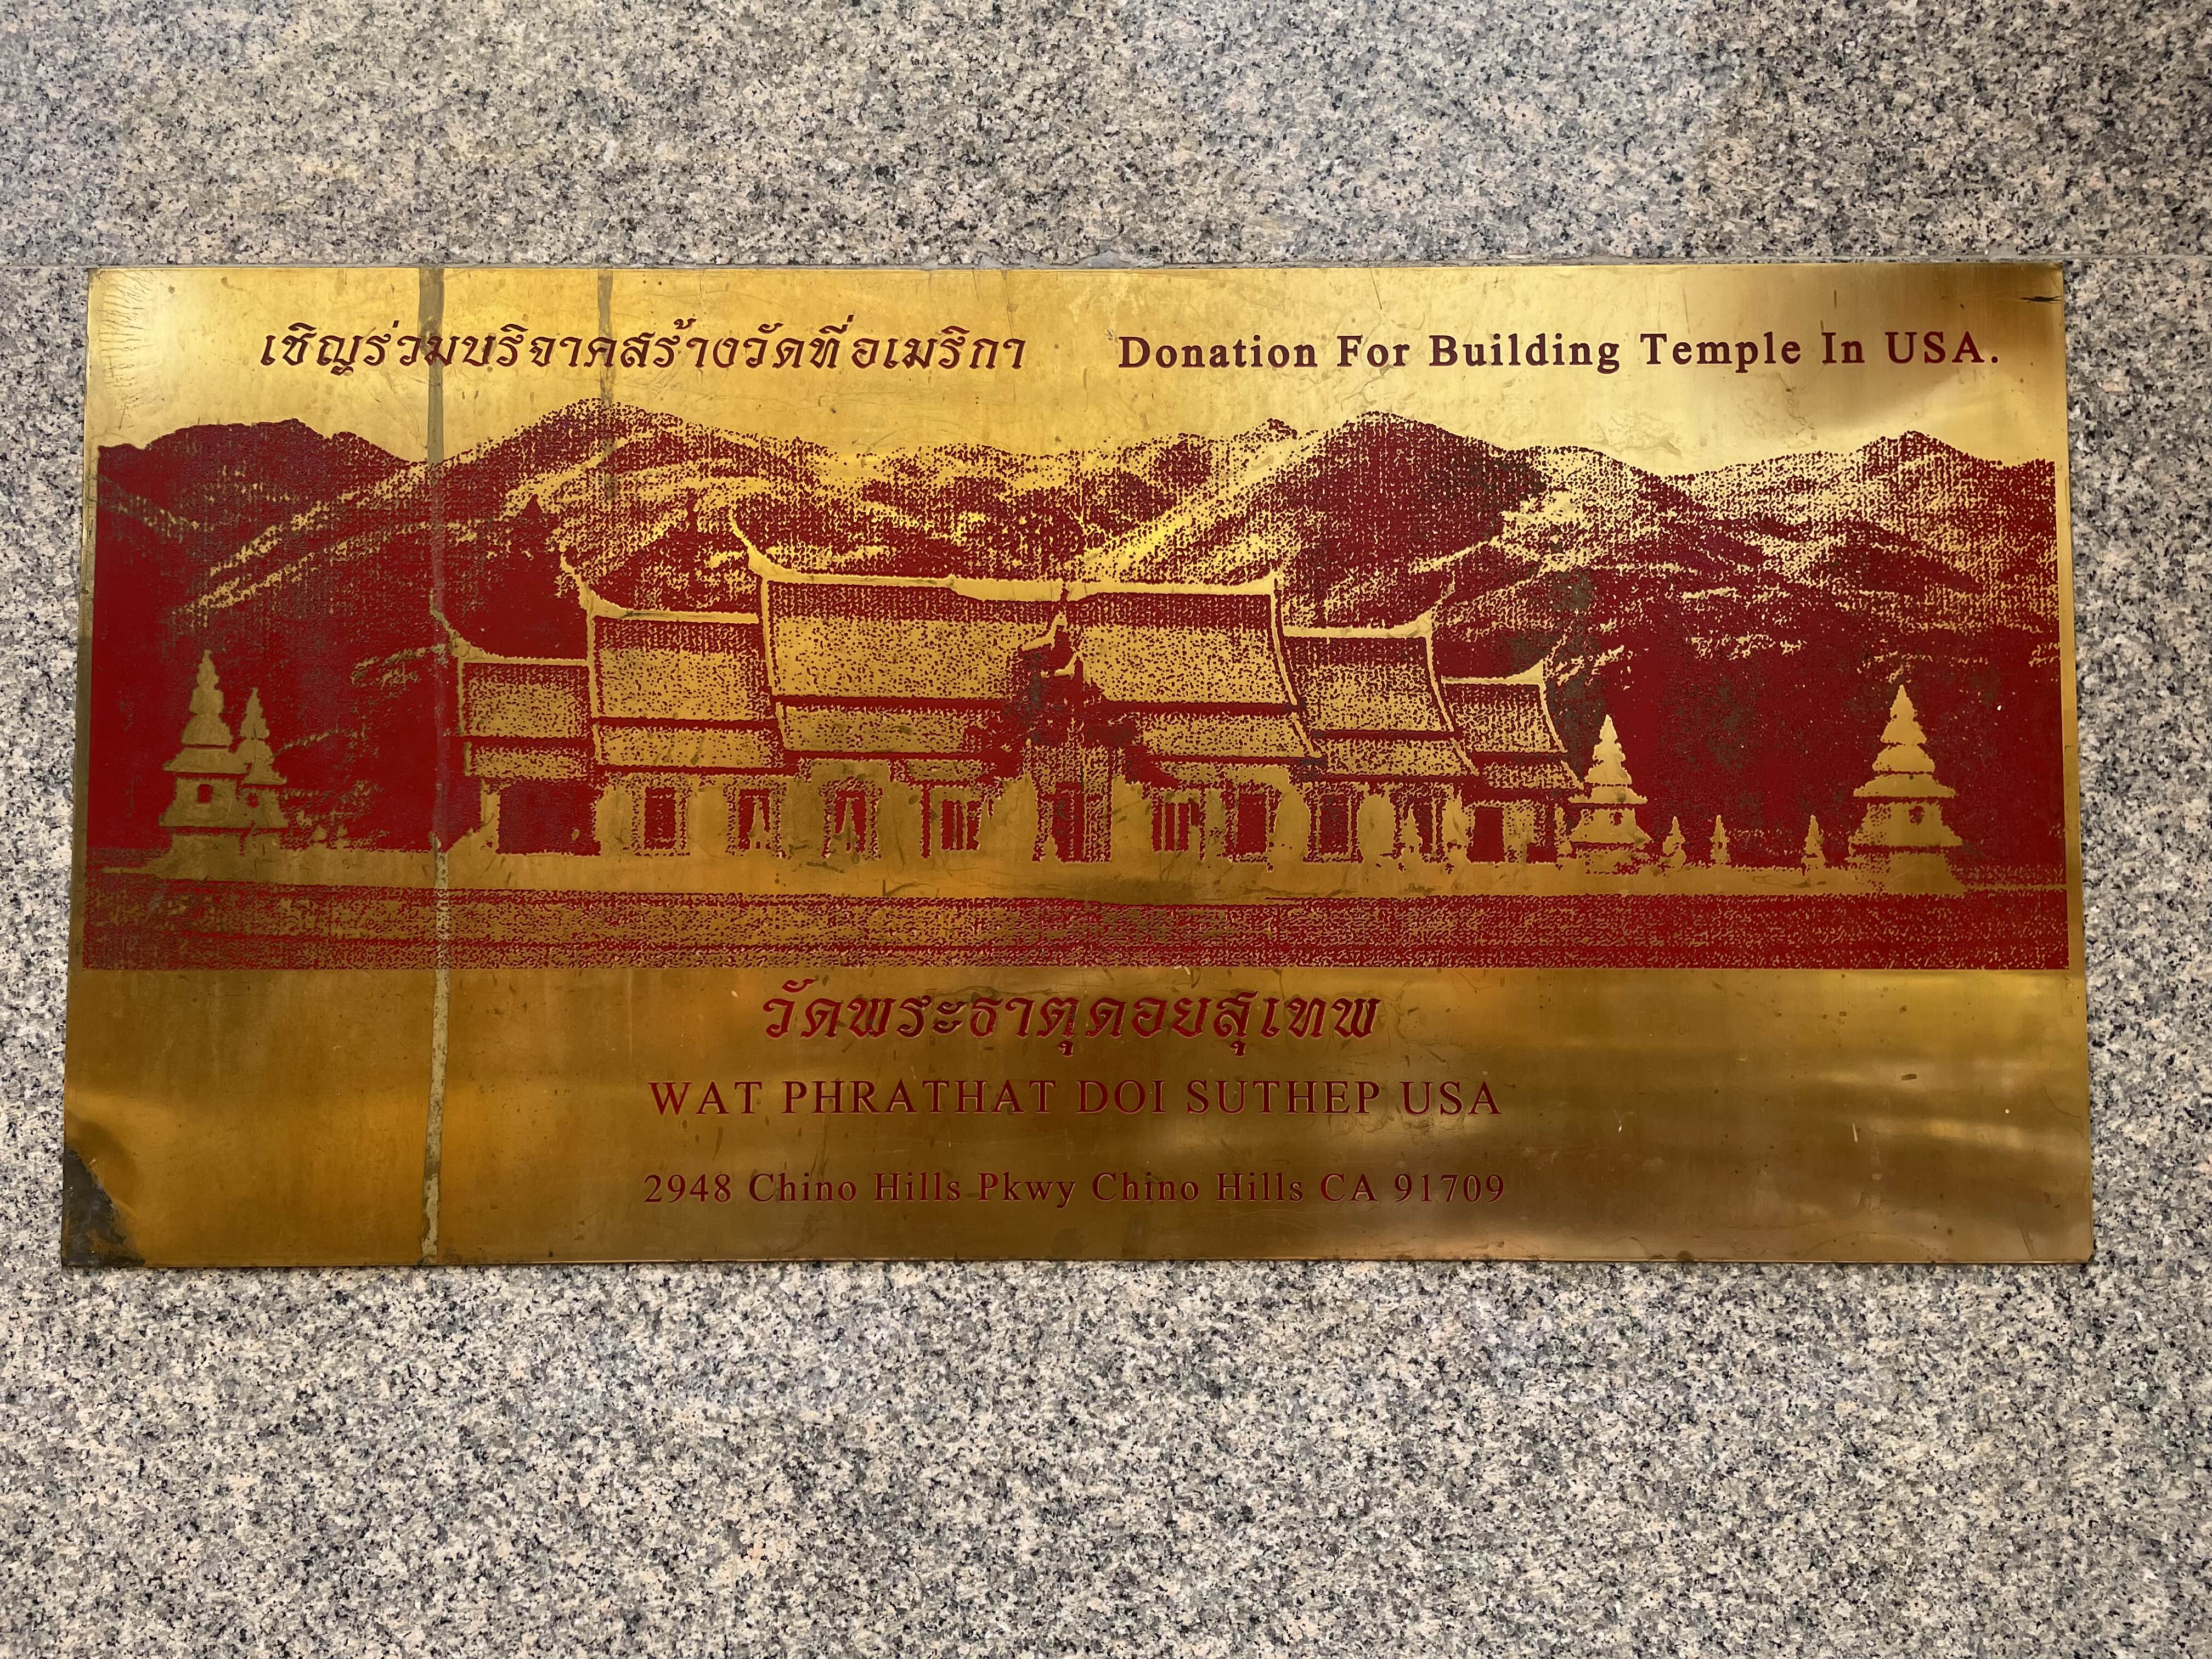 เชิญร่วมบริจาคสร้างวัดที่อเมริกา Donation For Building Temple In USA.
วัดพระธาตุดอยสุเทพ
WAT PHRATHAT DOI SUTHEP USA
2948 Chino Hills Pkwy Chino Hills CA 91709